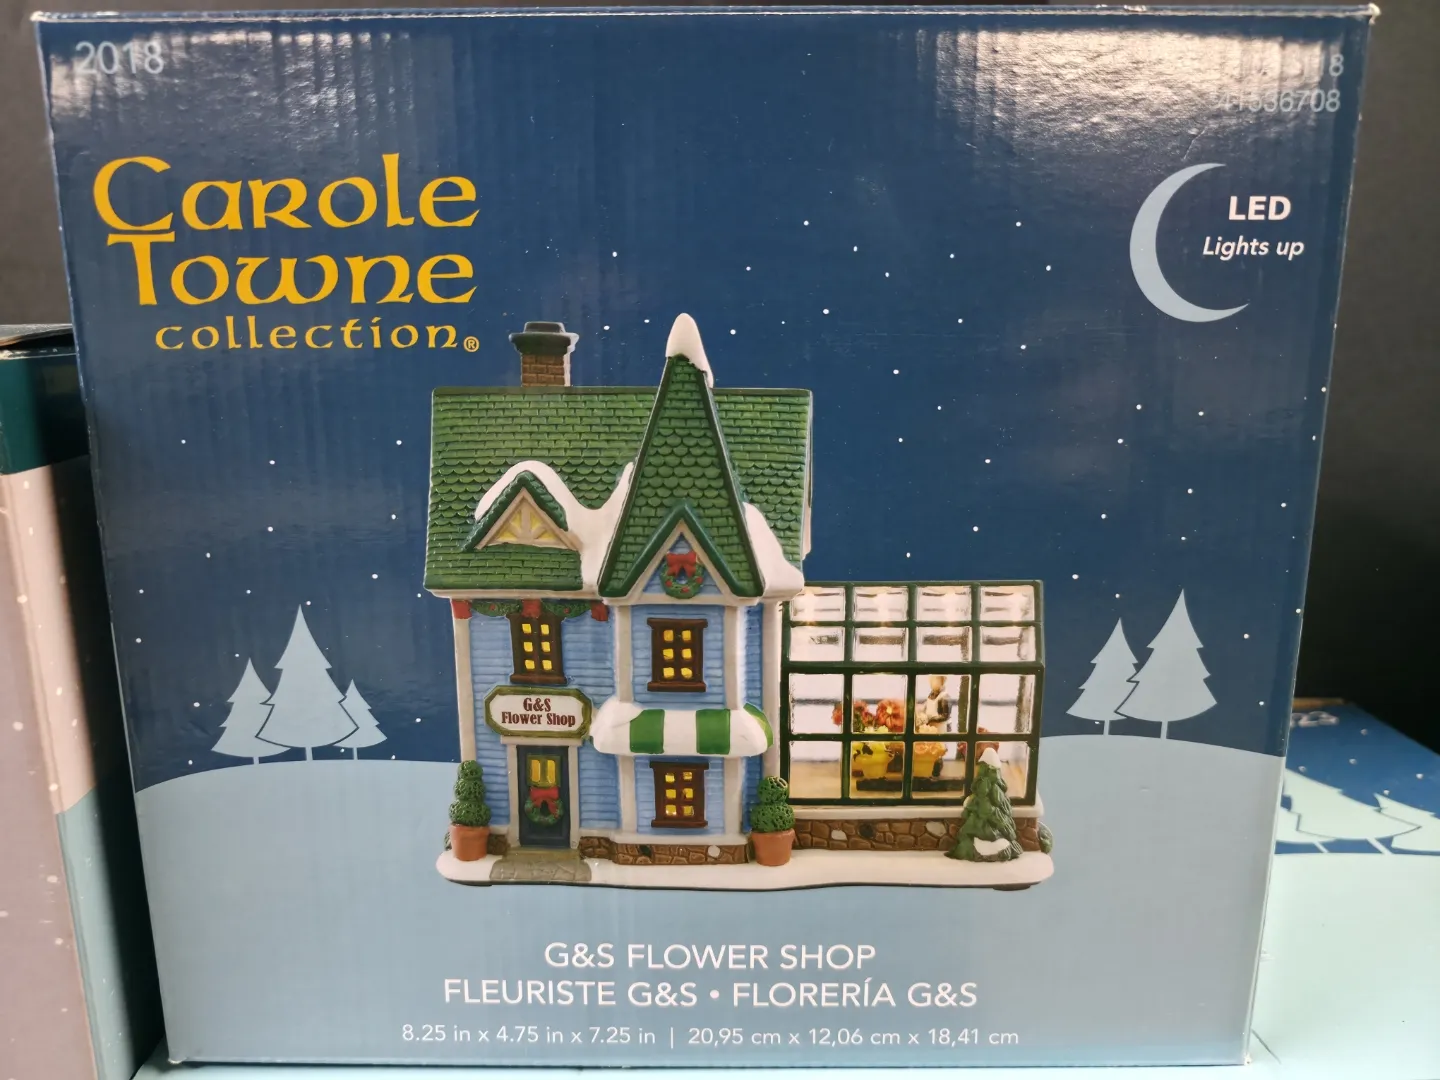 2018
Carole
Towne
collection®
LED
Lights up
G&S
Flower Shop
G&S FLOWER SHOP
FLEURISTE G&S • FLORERÍA G&S
8.25 in x 4.75 in x 7.25 in | 20,95 cm x 12,06 cm x 18,41 cm